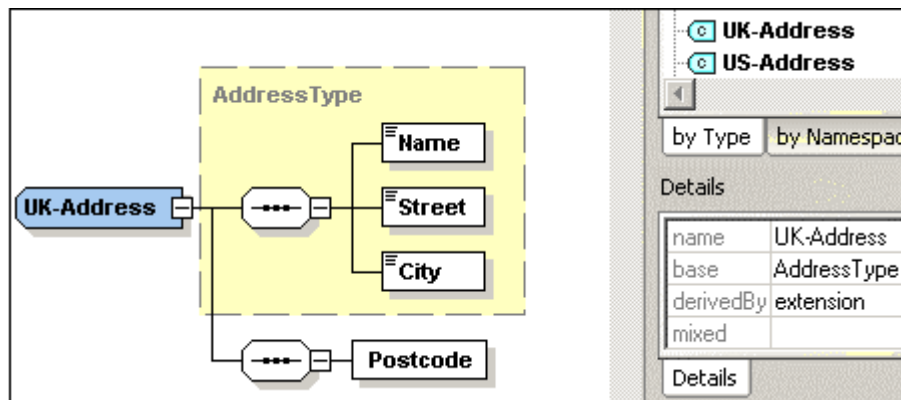 AddressType
Name
UK-Address
Street
City
Postcode
UK-Address
US-Address
by Type
by Namespac
Details
name UK-Address
base AddressType
derivedBy extension
mixed
Details